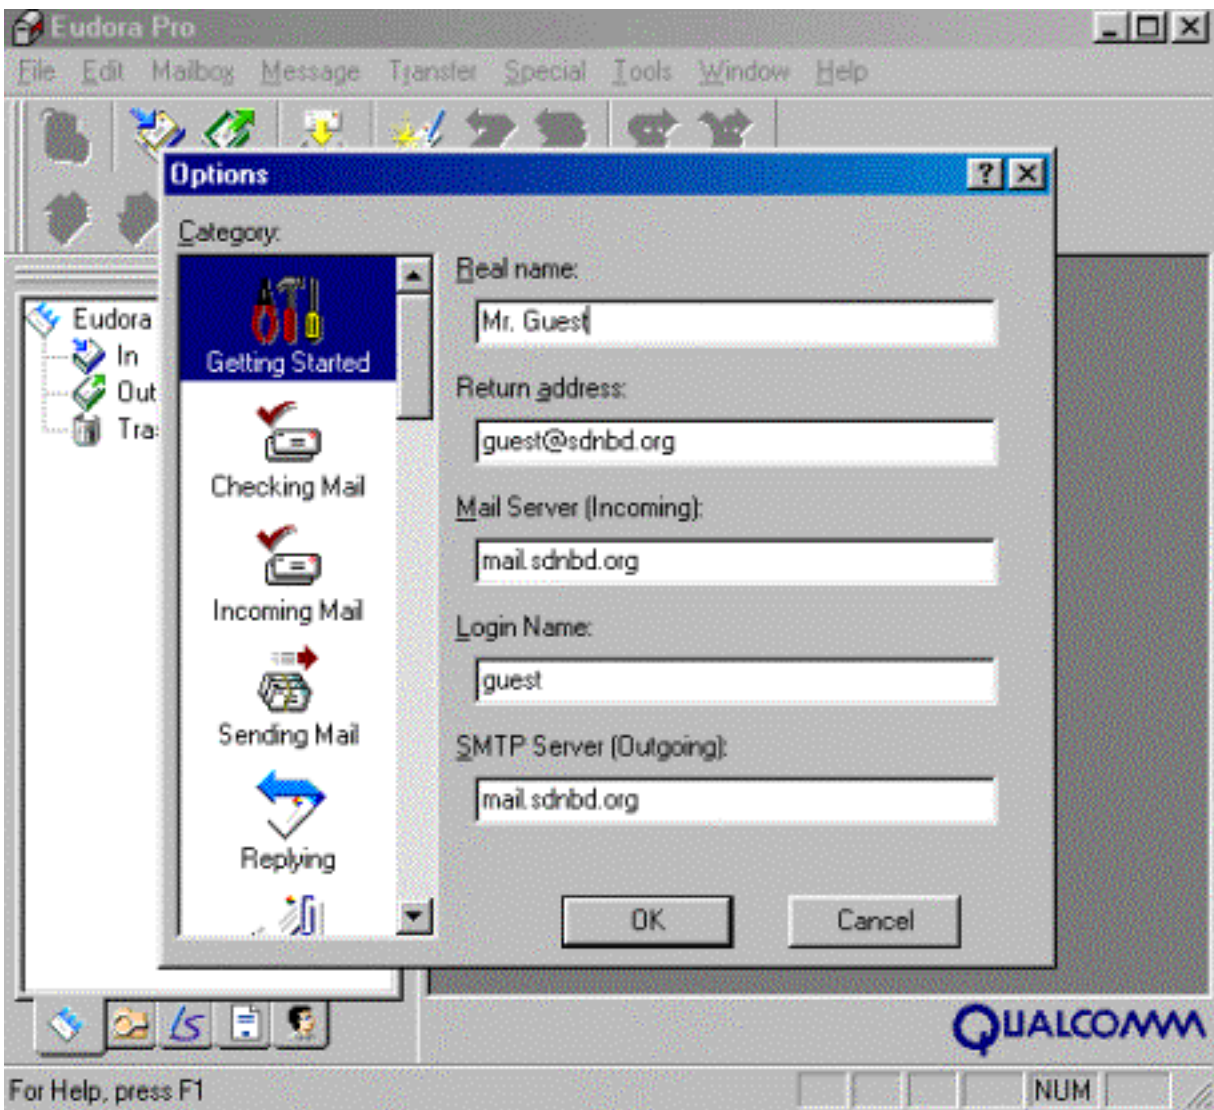 Eudora Pro
File Edit Mailbox Message Transfer Special Tools Window Help
Options
Category:
Getting Started
Checking Mail
Incoming Mail
Sending Mail
Replying
Real name:
Mr. Guest
Return address:
guest@sdnbd.org
Mail Server (Incoming):
mail.sdnbd.org
Login Name:
guest
SMTP Server (Outgoing):
mail.sdnbd.org
OK Cancel
Eudora
In
Out
Tra
QUALCOMM
For Help, press F1
NUM